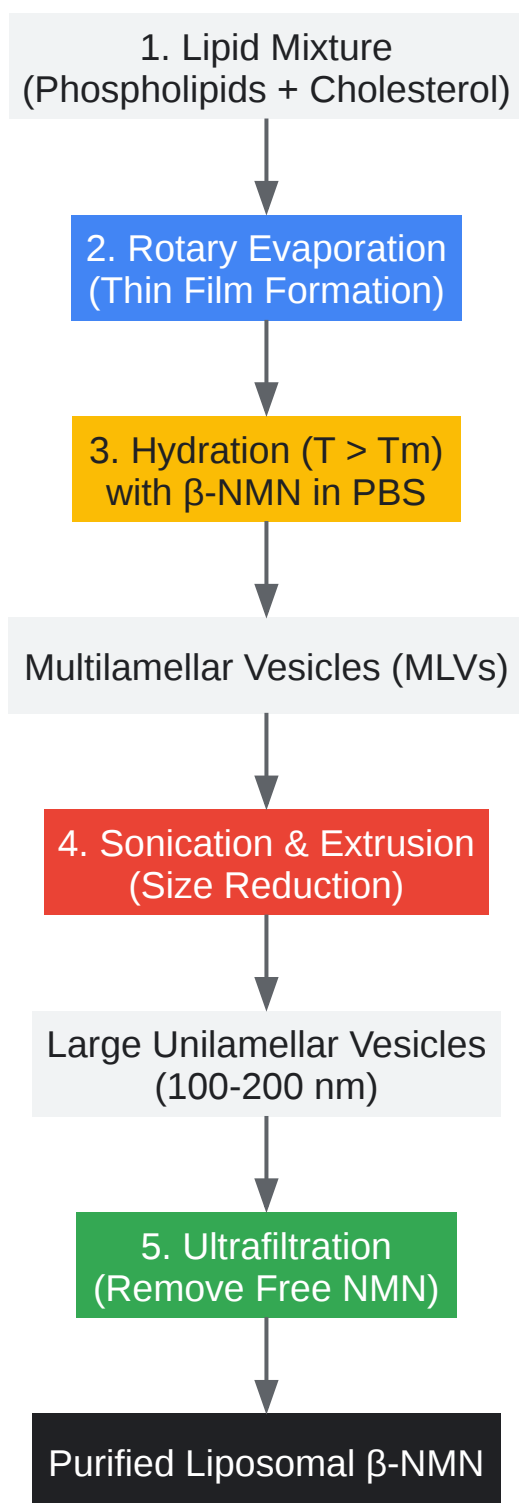 1. Lipid Mixture
(Phospholipids + Cholesterol)
2. Rotary Evaporation
(Thin Film Formation)
3. Hydration (T > Tm)
with β-NMN in PBS
Multilamellar Vesicles (MLVs)
4. Sonication & Extrusion
(Size Reduction)
Large Unilamellar Vesicles
(100-200 nm)
5. Ultrafiltration
(Remove Free NMN)
Purified Liposomal β-NMN